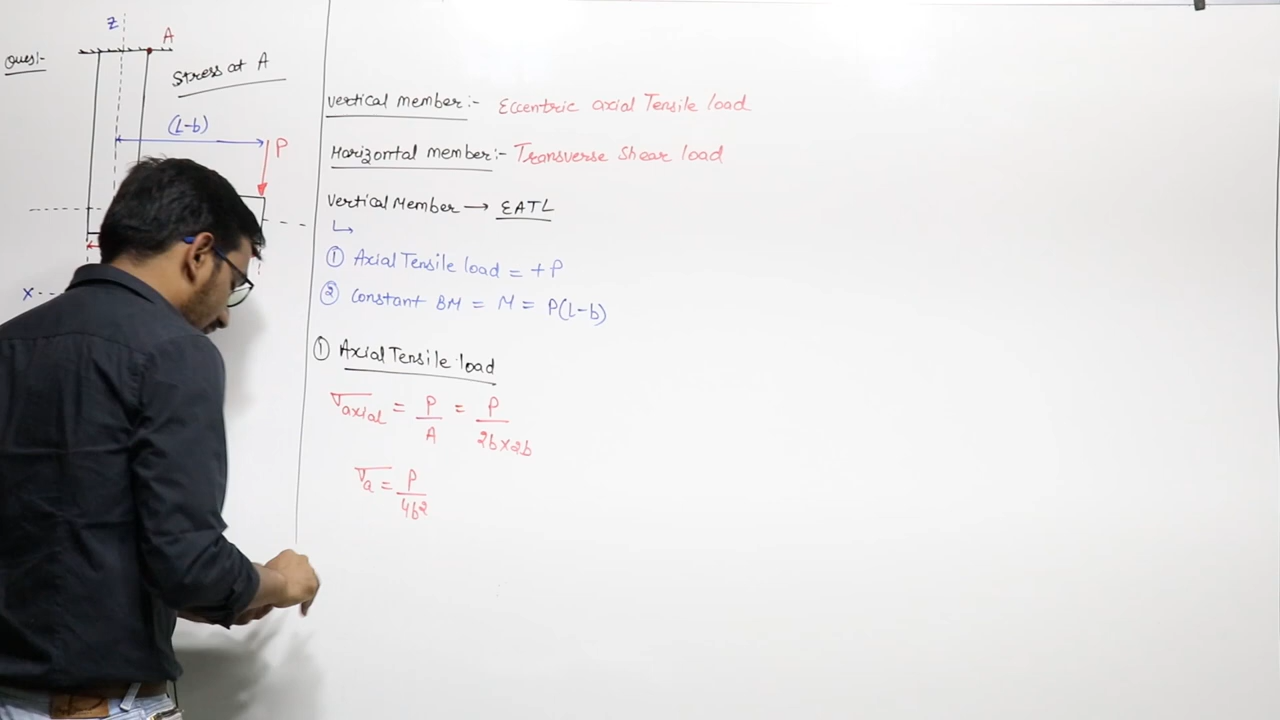 Ques:-
Z
A
Stress at A
(L-b)
P
X
Vertical member:- Eccentric axial Tensile load
Horizontal member:- Transverse Shear load
Vertical Member → EATL
① Axial Tensile load = +P
② Constant BM = M = P(L-b)
① Axial Tensile load
σaxial = P/A = P/2b×2b
σa = P/4b²